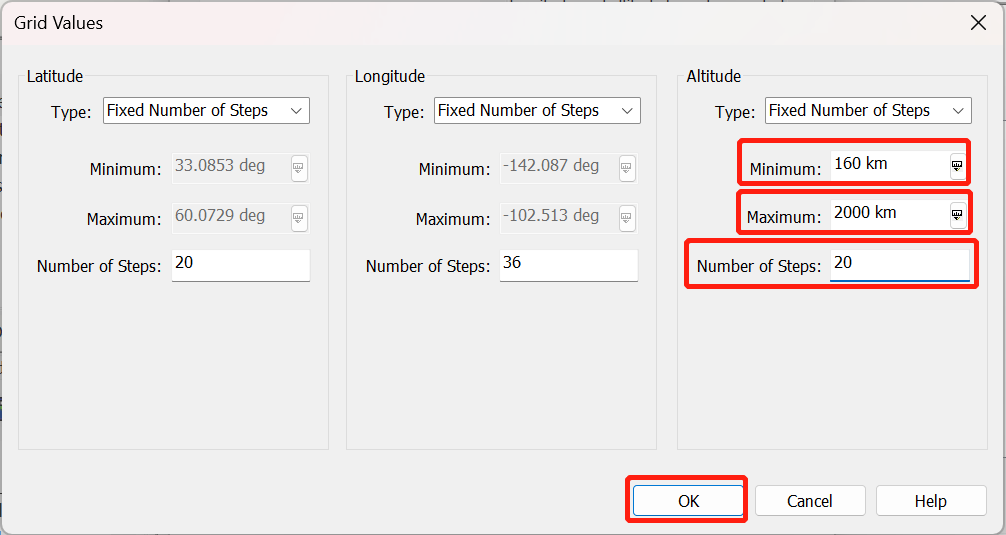 Grid Values
Latitude
Type: Fixed Number of Steps
Minimum: 33.0853 deg
Maximum: 60.0729 deg
Number of Steps: 20
Longitude
Type: Fixed Number of Steps
Minimum: -142.087 deg
Maximum: -102.513 deg
Number of Steps: 36
Altitude
Type: Fixed Number of Steps
Minimum: 160 km
Maximum: 2000 km
Number of Steps: 20
OK Cancel Help